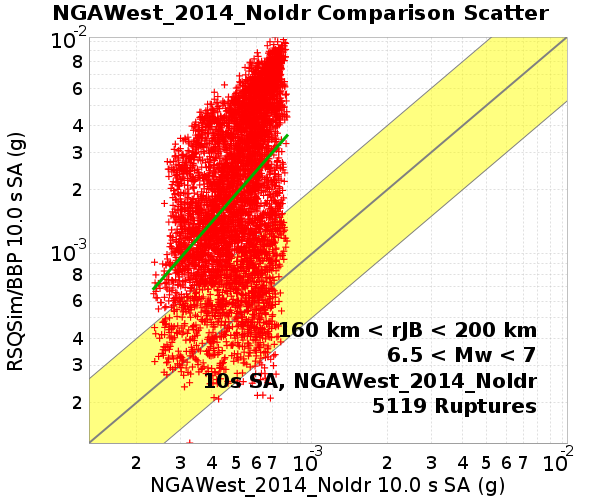 NGAWest_2014_NoIdr Comparison Scatter
RSQSim/BBP 10.0 s SA (g)
10-2
8
6
4
3
2
10-3
8
6
4
3
2
160 km < rJB < 200 km
6.5 < Mw < 7
10s SA, NGAWest_2014_NoIdr
5119 Ruptures
2 3 4 5 6 7 10-3 2 3 4 5 6 7 10-2
NGAWest_2014_NoIdr 10.0 s SA (g)